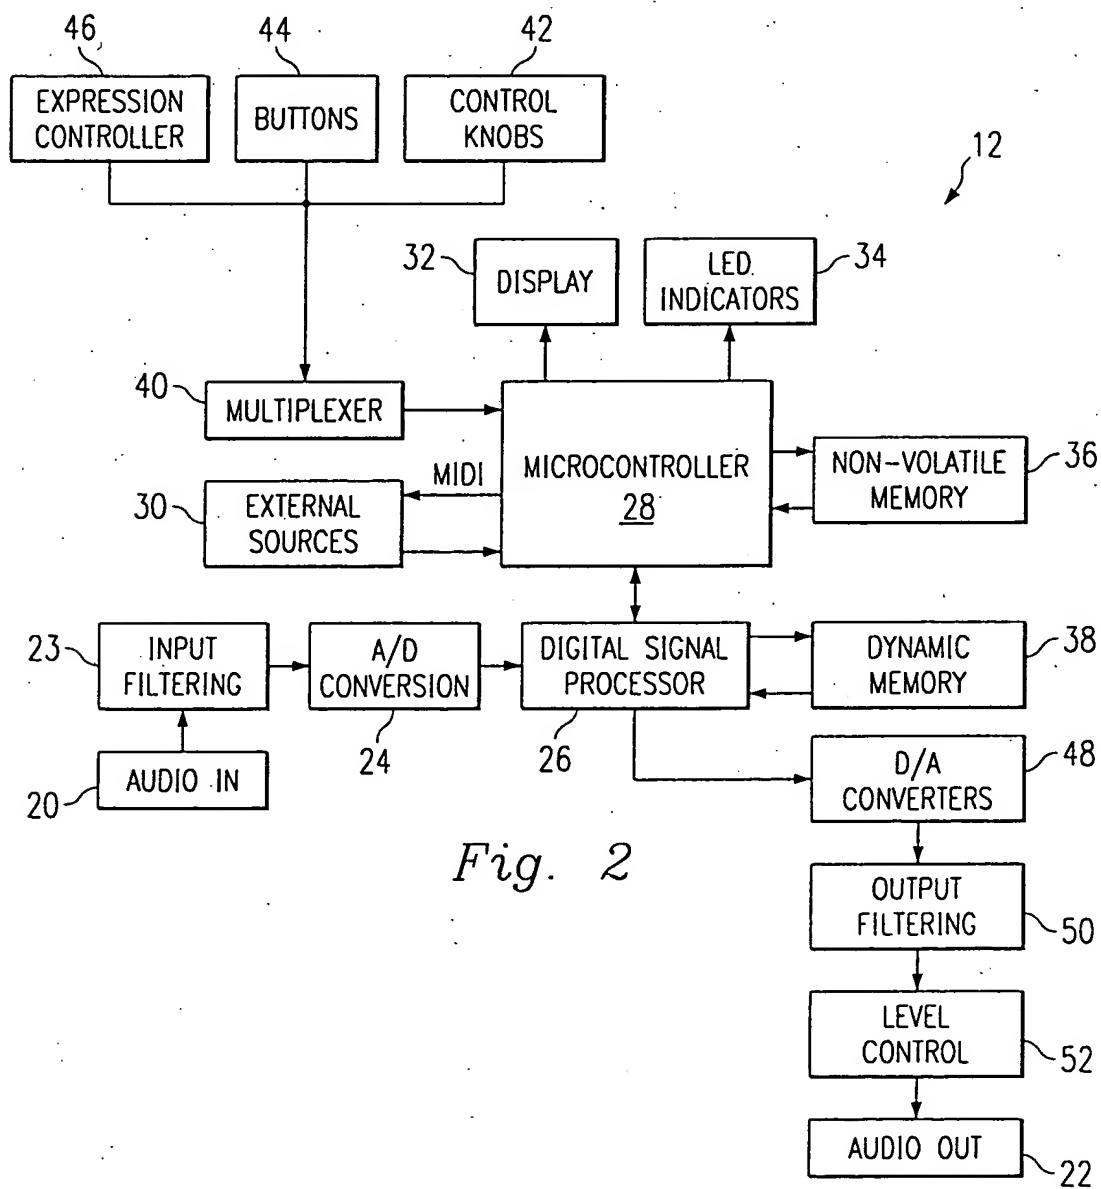 46
44
42
EXPRESSION
CONTROLLER
BUTTONS
CONTROL
KNOBS
12
32
DISPLAY
LED
INDICATORS
34
40
MULTIPLEXER
MICROCONTROLLER
28
NON-VOLATILE
MEMORY
36
MIDI
30
EXTERNAL
SOURCES
23
INPUT
FILTERING
A/D
CONVERSION
24
DIGITAL SIGNAL
PROCESSOR
26
DYNAMIC
MEMORY
38
20
AUDIO IN
D/A
CONVERTERS
48
Fig. 2
OUTPUT
FILTERING
50
LEVEL
CONTROL
52
AUDIO OUT
22